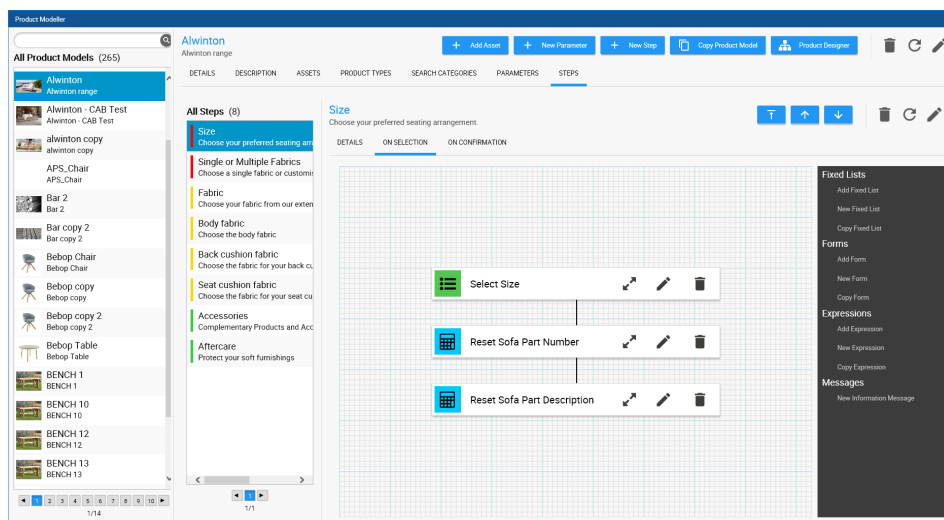 Product Modeller
All Product Models (265)
Alwinton
Alwinton range
Alwinton - CAB Test
Alwinton - CAB Test
alwinton copy
alwinton copy
APS_Chair
APS_Chair
Bar 2
Bar 2
Bar copy 2
Bar copy 2
Bebop Chair
Bebop Chair
Bebop copy
Bebop copy
Bebop copy 2
Bebop copy 2
Bebop Table
Bebop Table
BENCH 1
BENCH 1
BENCH 10
BENCH 10
BENCH 12
BENCH 12
BENCH 13
BENCH 13
1 2 3 4 5 6 7 8 9 10
1/14
Alwinton
Alwinton range
Add Asset
New Parameter
New Step
Copy Product Model
Product Designer
DETAILS DESCRIPTION ASSETS PRODUCT TYPES SEARCH CATEGORIES PARAMETERS STEPS
All Steps (8)
Size
Choose your preferred seating arr
Single or Multiple Fabrics
Choose a single fabric or customis
Fabric
Choose your fabric from our exten
Body fabric
Choose the body fabric
Back cushion fabric
Choose the fabric for your back cu
Seat cushion fabric
Choose the fabric for your seat cu
Accessories
Complementary Products and Acc
Aftercare
Protect your soft furnishings
1
1/1
Size
Choose your preferred seating arrangement.
DETAILS ON SELECTION ON CONFIRMATION
Select Size
Reset Sofa Part Number
Reset Sofa Part Description
Fixed Lists
Add Fixed List
New Fixed List
Copy Fixed List
Forms
Add Form
New Form
Copy Form
Expressions
Add Expression
New Expression
Copy Expression
Messages
New Information Message